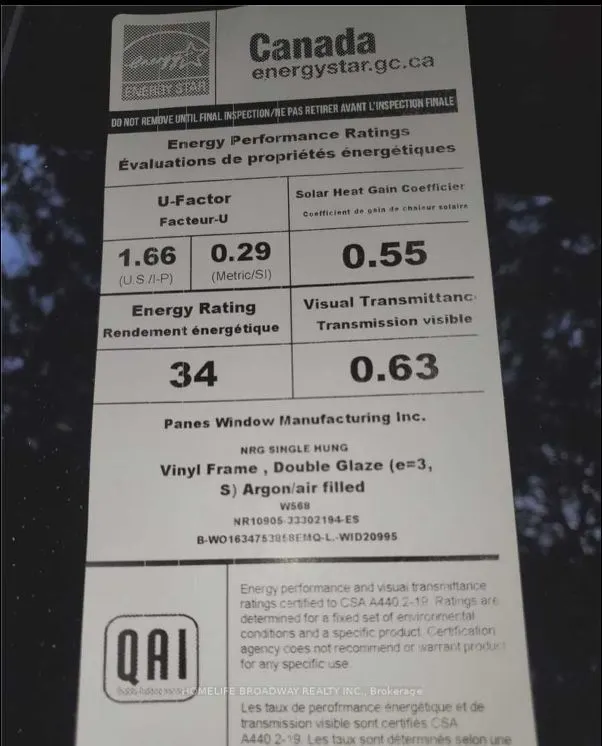 energy
ENERGY STAR
Canada
energystar.gc.ca
DO NOT REMOVE UNTIL FINAL INSPECTION/NE PAS RETIRER AVANT L'INSPECTION FINALE
Energy Performance Ratings
Évaluations de propriétés énergétiques
U-Factor
Facteur-U
Solar Heat Gain Coefficier
Coefficient de gain de chaleur solaire
1.66
(U.S./I-P)
0.29
(Metric/SI)
0.55
Energy Rating
Rendement énergétique
Visual Transmittanc
Transmission visible
34
0.63
Panes Window Manufacturing Inc.
NRG SINGLE HUNG
Vinyl Frame , Double Glaze (e=3,
S) Argon/air filled
W568
NR10905-33302194-ES
QAI
Energy performance and visual transmittance
ratings certified to CSA A440.2-19. Ratings are
determined for a fixed set of environmental
conditions and a specific product. Certification
agency does not recommend or warrant product
for any specific use.
HOMELIFE BROADWAY REALTY INC., Brokerage
Les taux de perofrmance énergétique et de
transmission visible sont certifiés CSA
A440.2-19. Les taux sont déterminés selon une